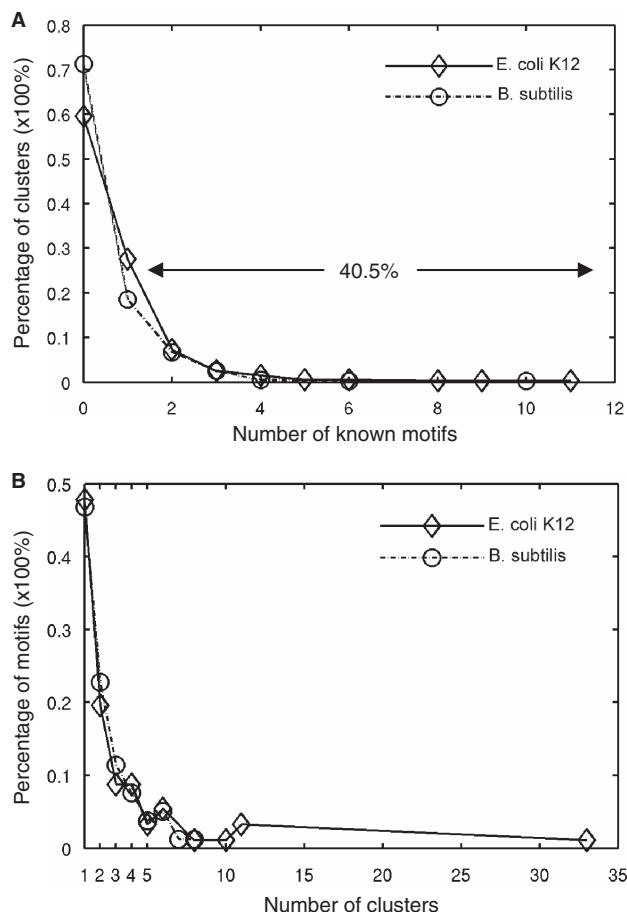 A
0.8
0.7
0.6
0.5
0.4
0.3
0.2
0.1
0
Percentage of clusters (x100%)
E. coli K12
B. subtilis
40.5%
0 2 4 6 8 10 12
Number of known motifs
B
0.5
0.4
0.3
0.2
0.1
0
Percentage of motifs (x100%)
E. coli K12
B. subtilis
1 2 3 4 5 10 15 20 25 30 35
Number of clusters